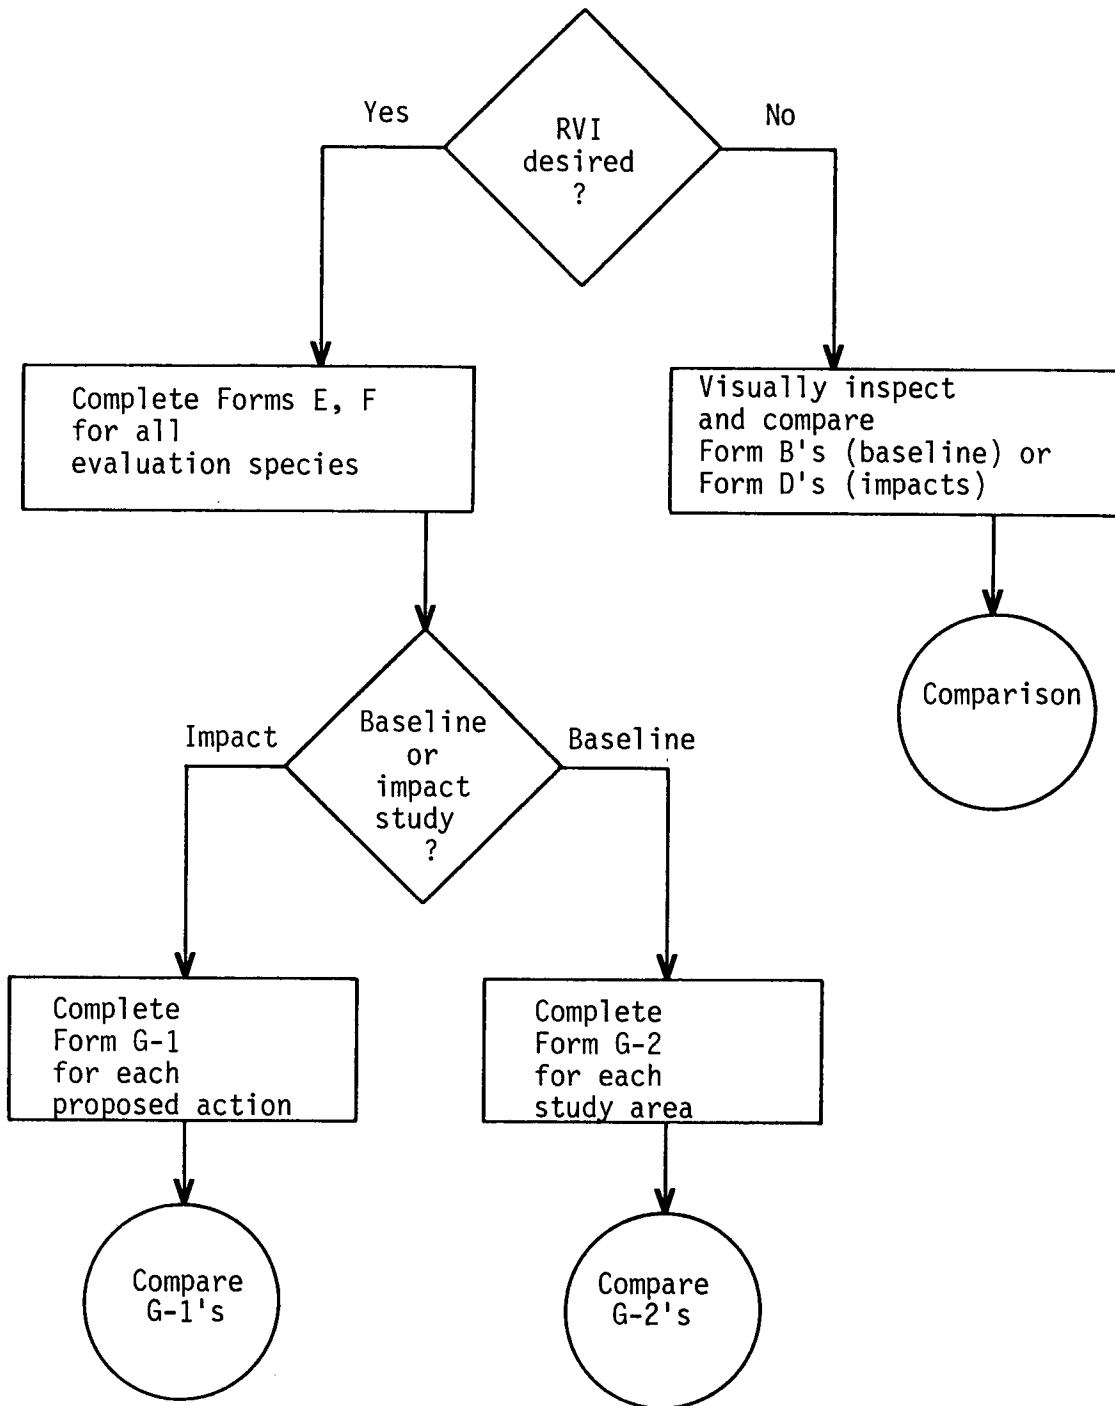 Yes
No
RVI
desired
?
Complete Forms E, F
for all
evaluation species
Visually inspect
and compare
Form B's (baseline) or
Form D's (impacts)
Comparison
Impact
Baseline
Baseline
or
impact
study
?
Complete
Form G-1
for each
proposed action
Complete
Form G-2
for each
study area
Compare
G-1's
Compare
G-2's